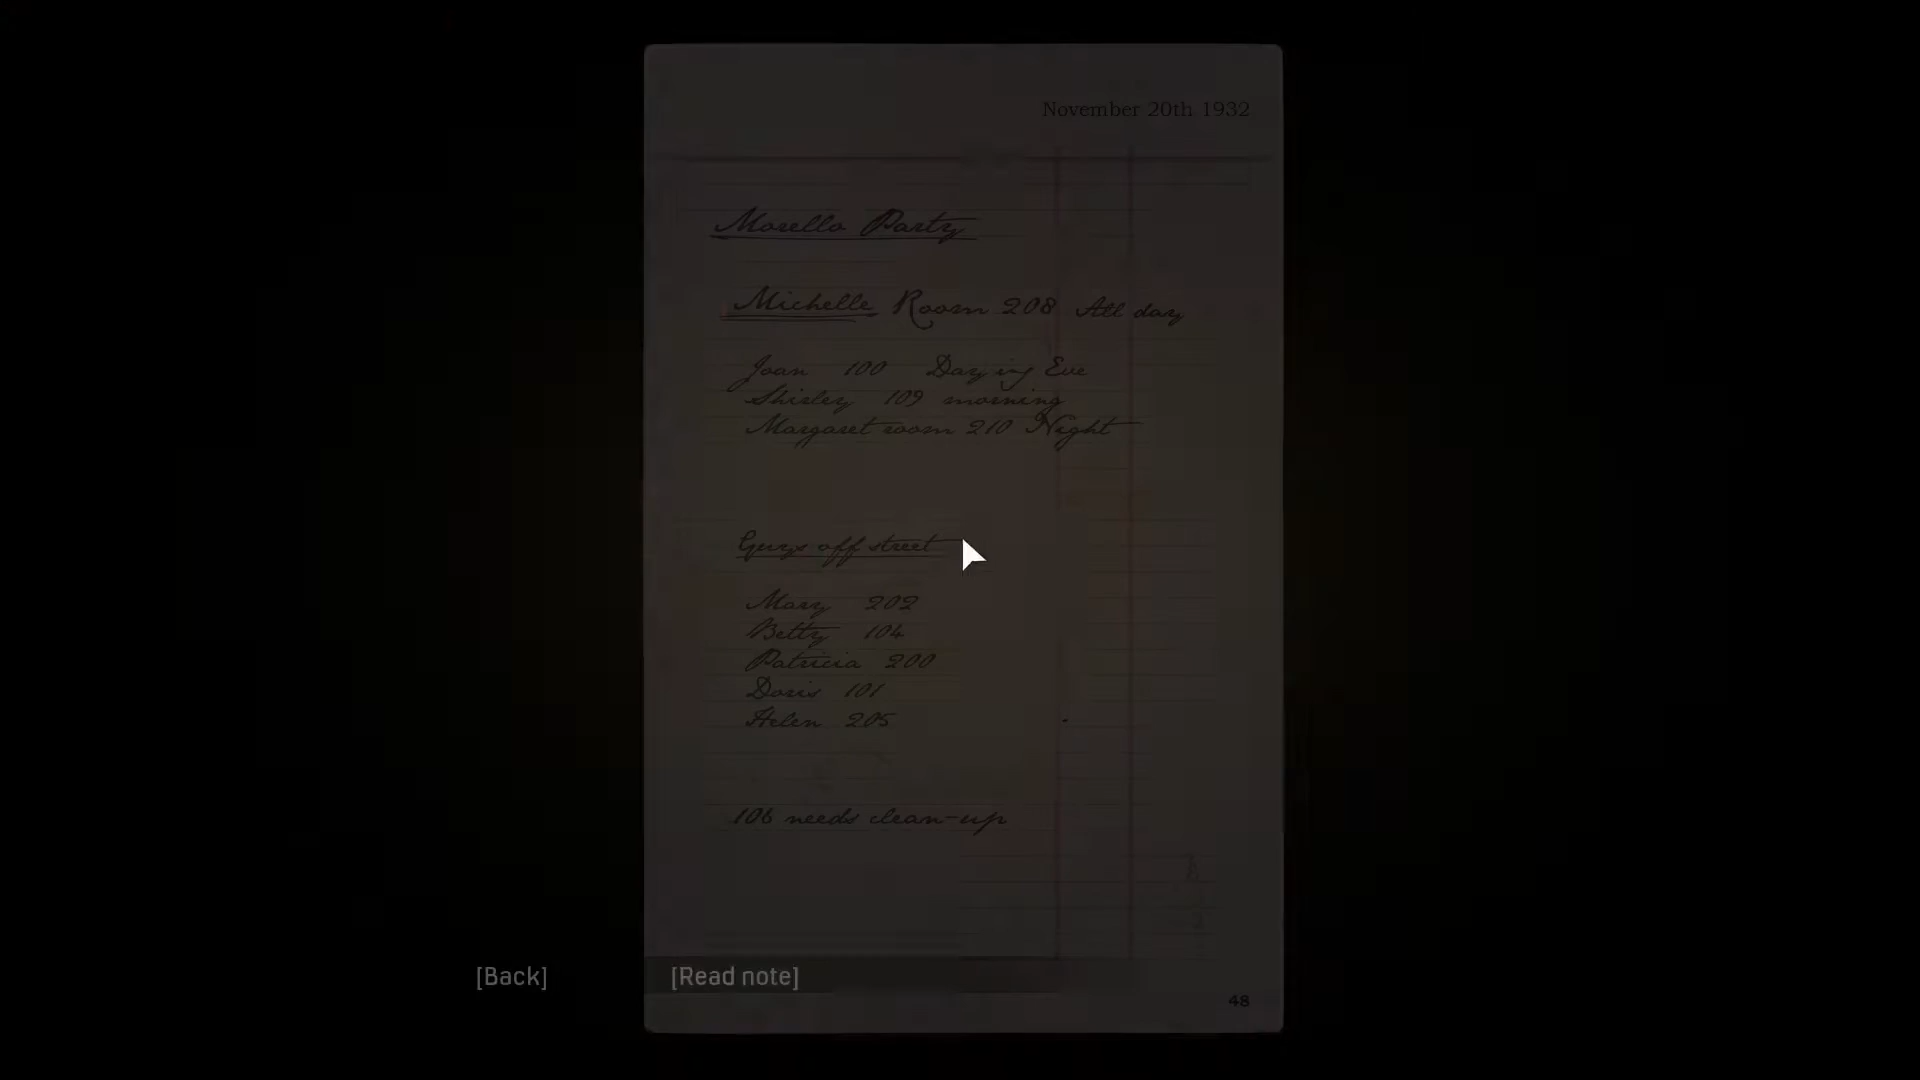 November 20th 1932
Morello Party
Michelle Room 208 All day
Joan 100 Day ing Eve
Shirley 109 morning
Margaret room 210 Night
Guys off street
Mary 202
Betty 104
Patricia 200
Doris 101
Helen 205
106 needs clean-up
[Back] [Read note]
48